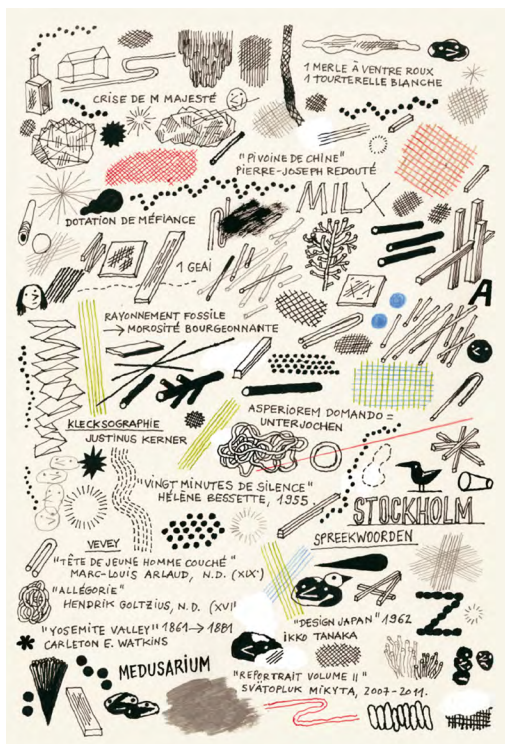 1 MERLE À VENTRE ROUX
1 TOURTERELLE BLANCHE
CRISE DE M MAJESTÉ
"PIVOINE DE CHINE"
PIERRE-JOSEPH REDOUTÉ
MIL
DOTATION DE MÉFIANCE
1 GEAI
A
RAYONNEMENT FOSSILE
→ MOROSITÉ BOURGEONNANTE
ASPERIOREM DOMANDO =
UNTERJOCHEN
KLECKSOGRAPHIE
JUSTINUS KERNER
"VINGT MINUTES DE SILENCE"
HÉLÈNE BESSETTE, 1955
STOCKHOLM
SPREEKWOORDEN
VEVEY
"TÊTE DE JEUNE HOMME COUCHÉ"
MARC-LOUIS ARLAUD, N.D. (XIXe)
"ALLÉGORIE"
HENDRIK GOLTZIUS, N.D. (XVI
"DESIGN JAPAN" 1962
IKKO TANAKA
Z
"YOSEMITE VALLEY" 1861 → 1881
CARLETON E. WATKINS
MEDUSARIUM
"REPORTRAIT VOLUME II"
SVÄTOPLUK MIKYTA, 2007-2011.